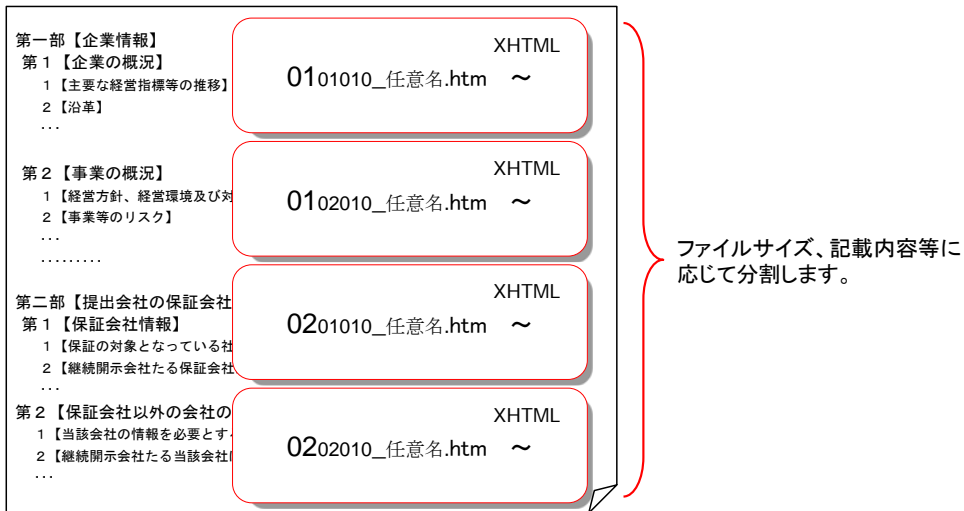 第一部【企業情報】
第１【企業の概況】
１【主要な経営指標等の推移】
２【沿革】
...
XHTML
0101010_任意名.htm ～
第２【事業の概況】
１【経営方針、経営環境及び対
２【事業等のリスク】
...
.........
XHTML
0102010_任意名.htm ～
第二部【提出会社の保証会社
第１【保証会社情報】
１【保証の対象となっている社
２【継続開示会社たる保証会社
...
XHTML
0201010_任意名.htm ～
第２【保証会社以外の会社の
１【当該会社の情報を必要とす
２【継続開示会社たる当該会社
...
XHTML
0202010_任意名.htm ～
ファイルサイズ、記載内容等に
応じて分割します。